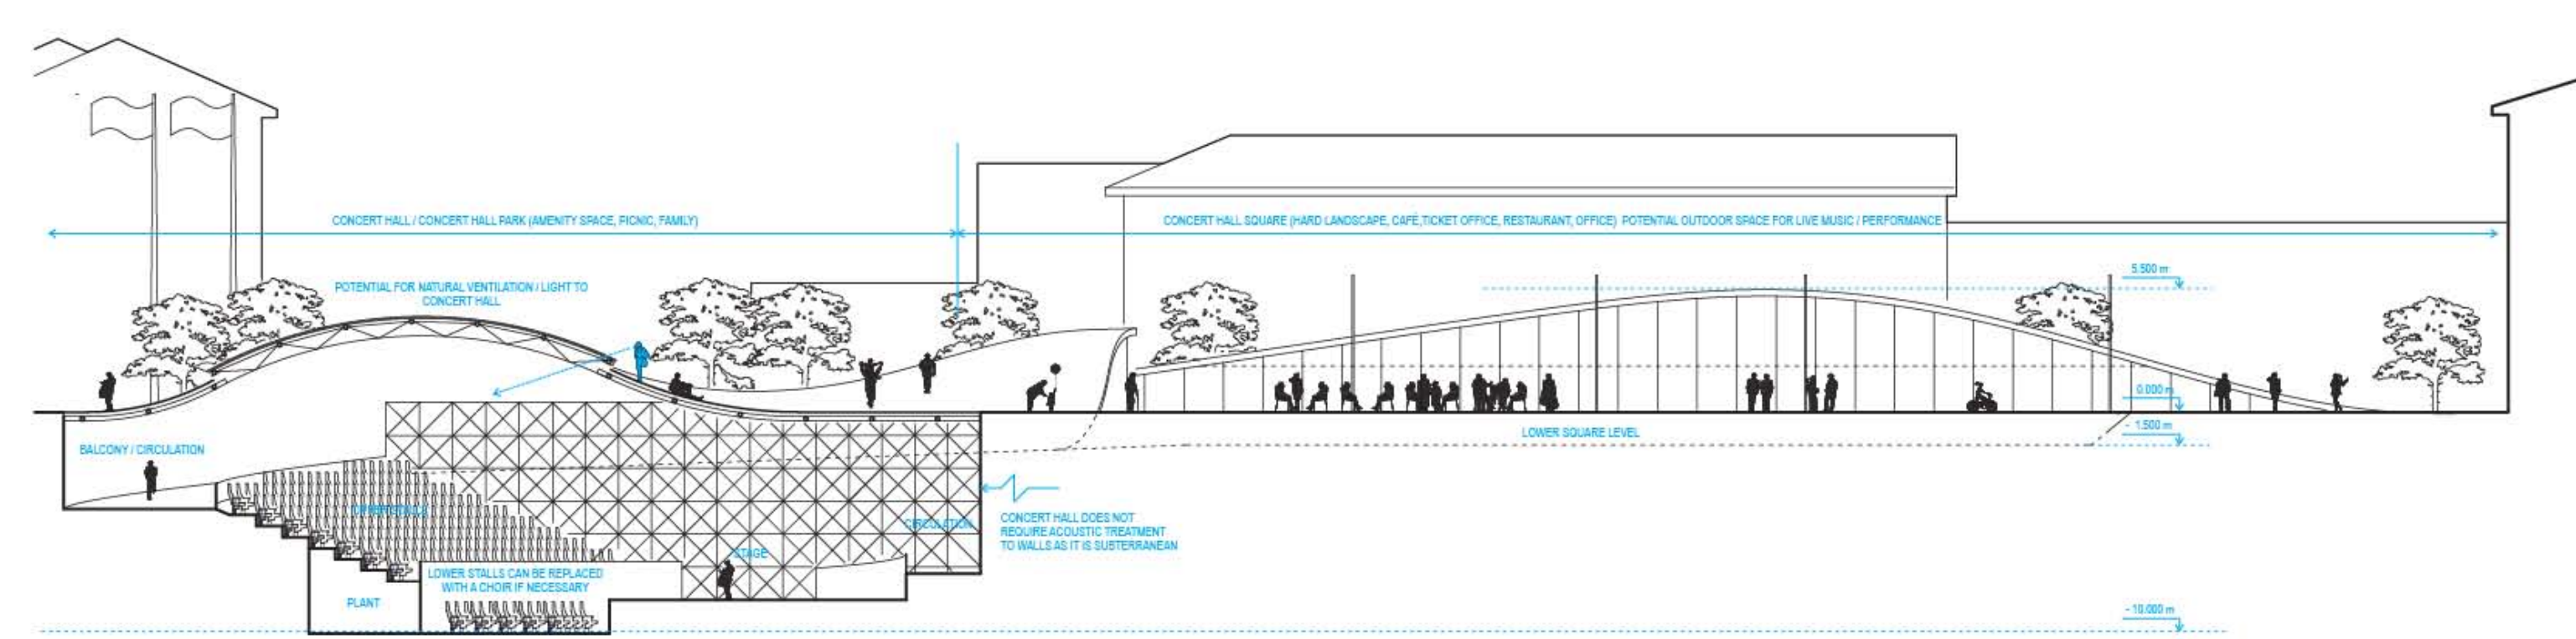 CONCERT HALL / CONCERT HALL PARK (AMENITY SPACE, PICNIC, FAMILY)
CONCERT HALL SQUARE (HARD LANDSCAPE, CAFÉ,TICKET OFFICE, RESTAURANT, OFFICE) POTENTIAL OUTDOOR SPACE FOR LIVE MUSIC / PERFORMANCE
POTENTIAL FOR NATURAL VENTILATION / LIGHT TO
CONCERT HALL
5.500 m
0.000 m
- 1.500 m
LOWER SQUARE LEVEL
BALCONY / CIRCULATION
CIRCULATION
CONCERT HALL DOES NOT
REQUIRE ACOUSTIC TREATMENT
TO WALLS AS IT IS SUBTERRANEAN
STAGE
LOWER STALLS CAN BE REPLACED
WITH A CHOIR IF NECESSARY
PLANT
- 10.000 m